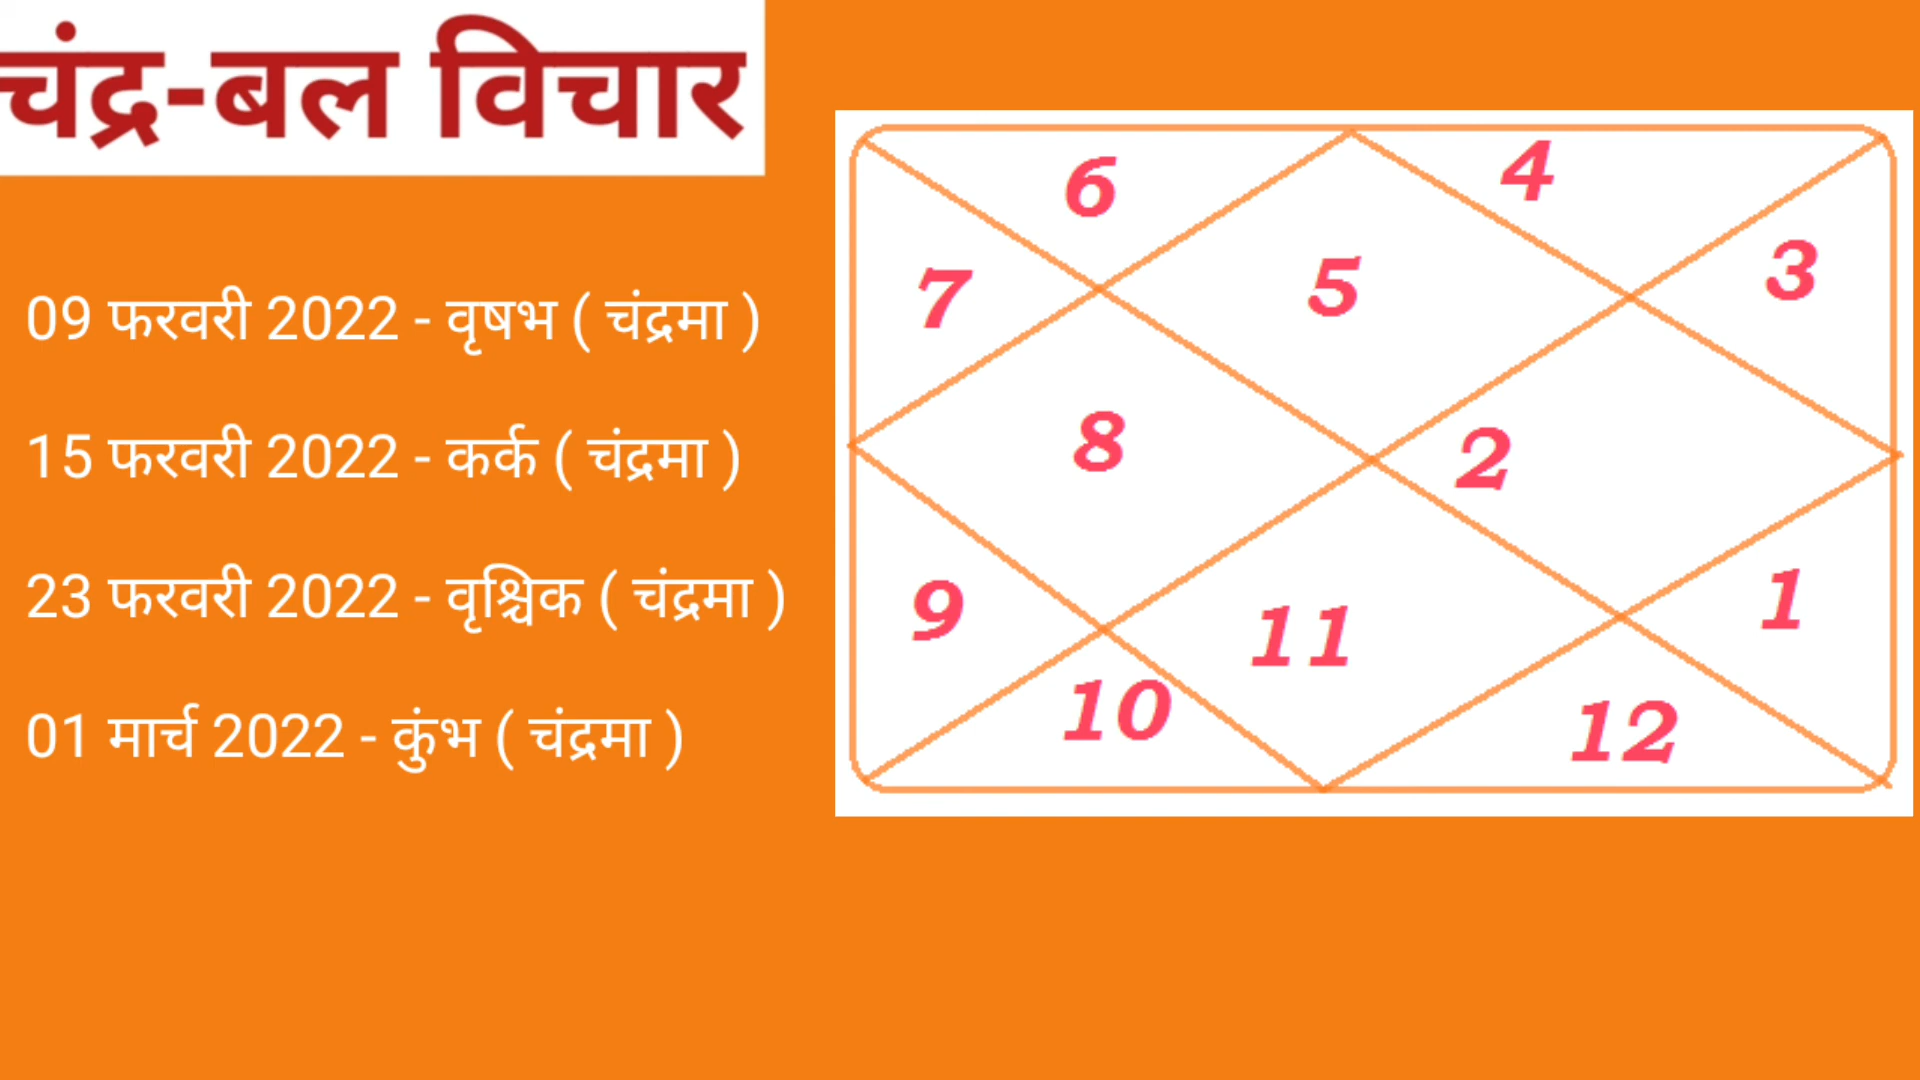 चंद्र-बल विचार
09 फरवरी 2022 - वृषभ ( चंद्रमा )
15 फरवरी 2022 - कर्क ( चंद्रमा )
23 फरवरी 2022 - वृश्चिक ( चंद्रमा )
01 मार्च 2022 - कुंभ ( चंद्रमा )
6
4
7
5
3
8
2
9
11
1
10
12